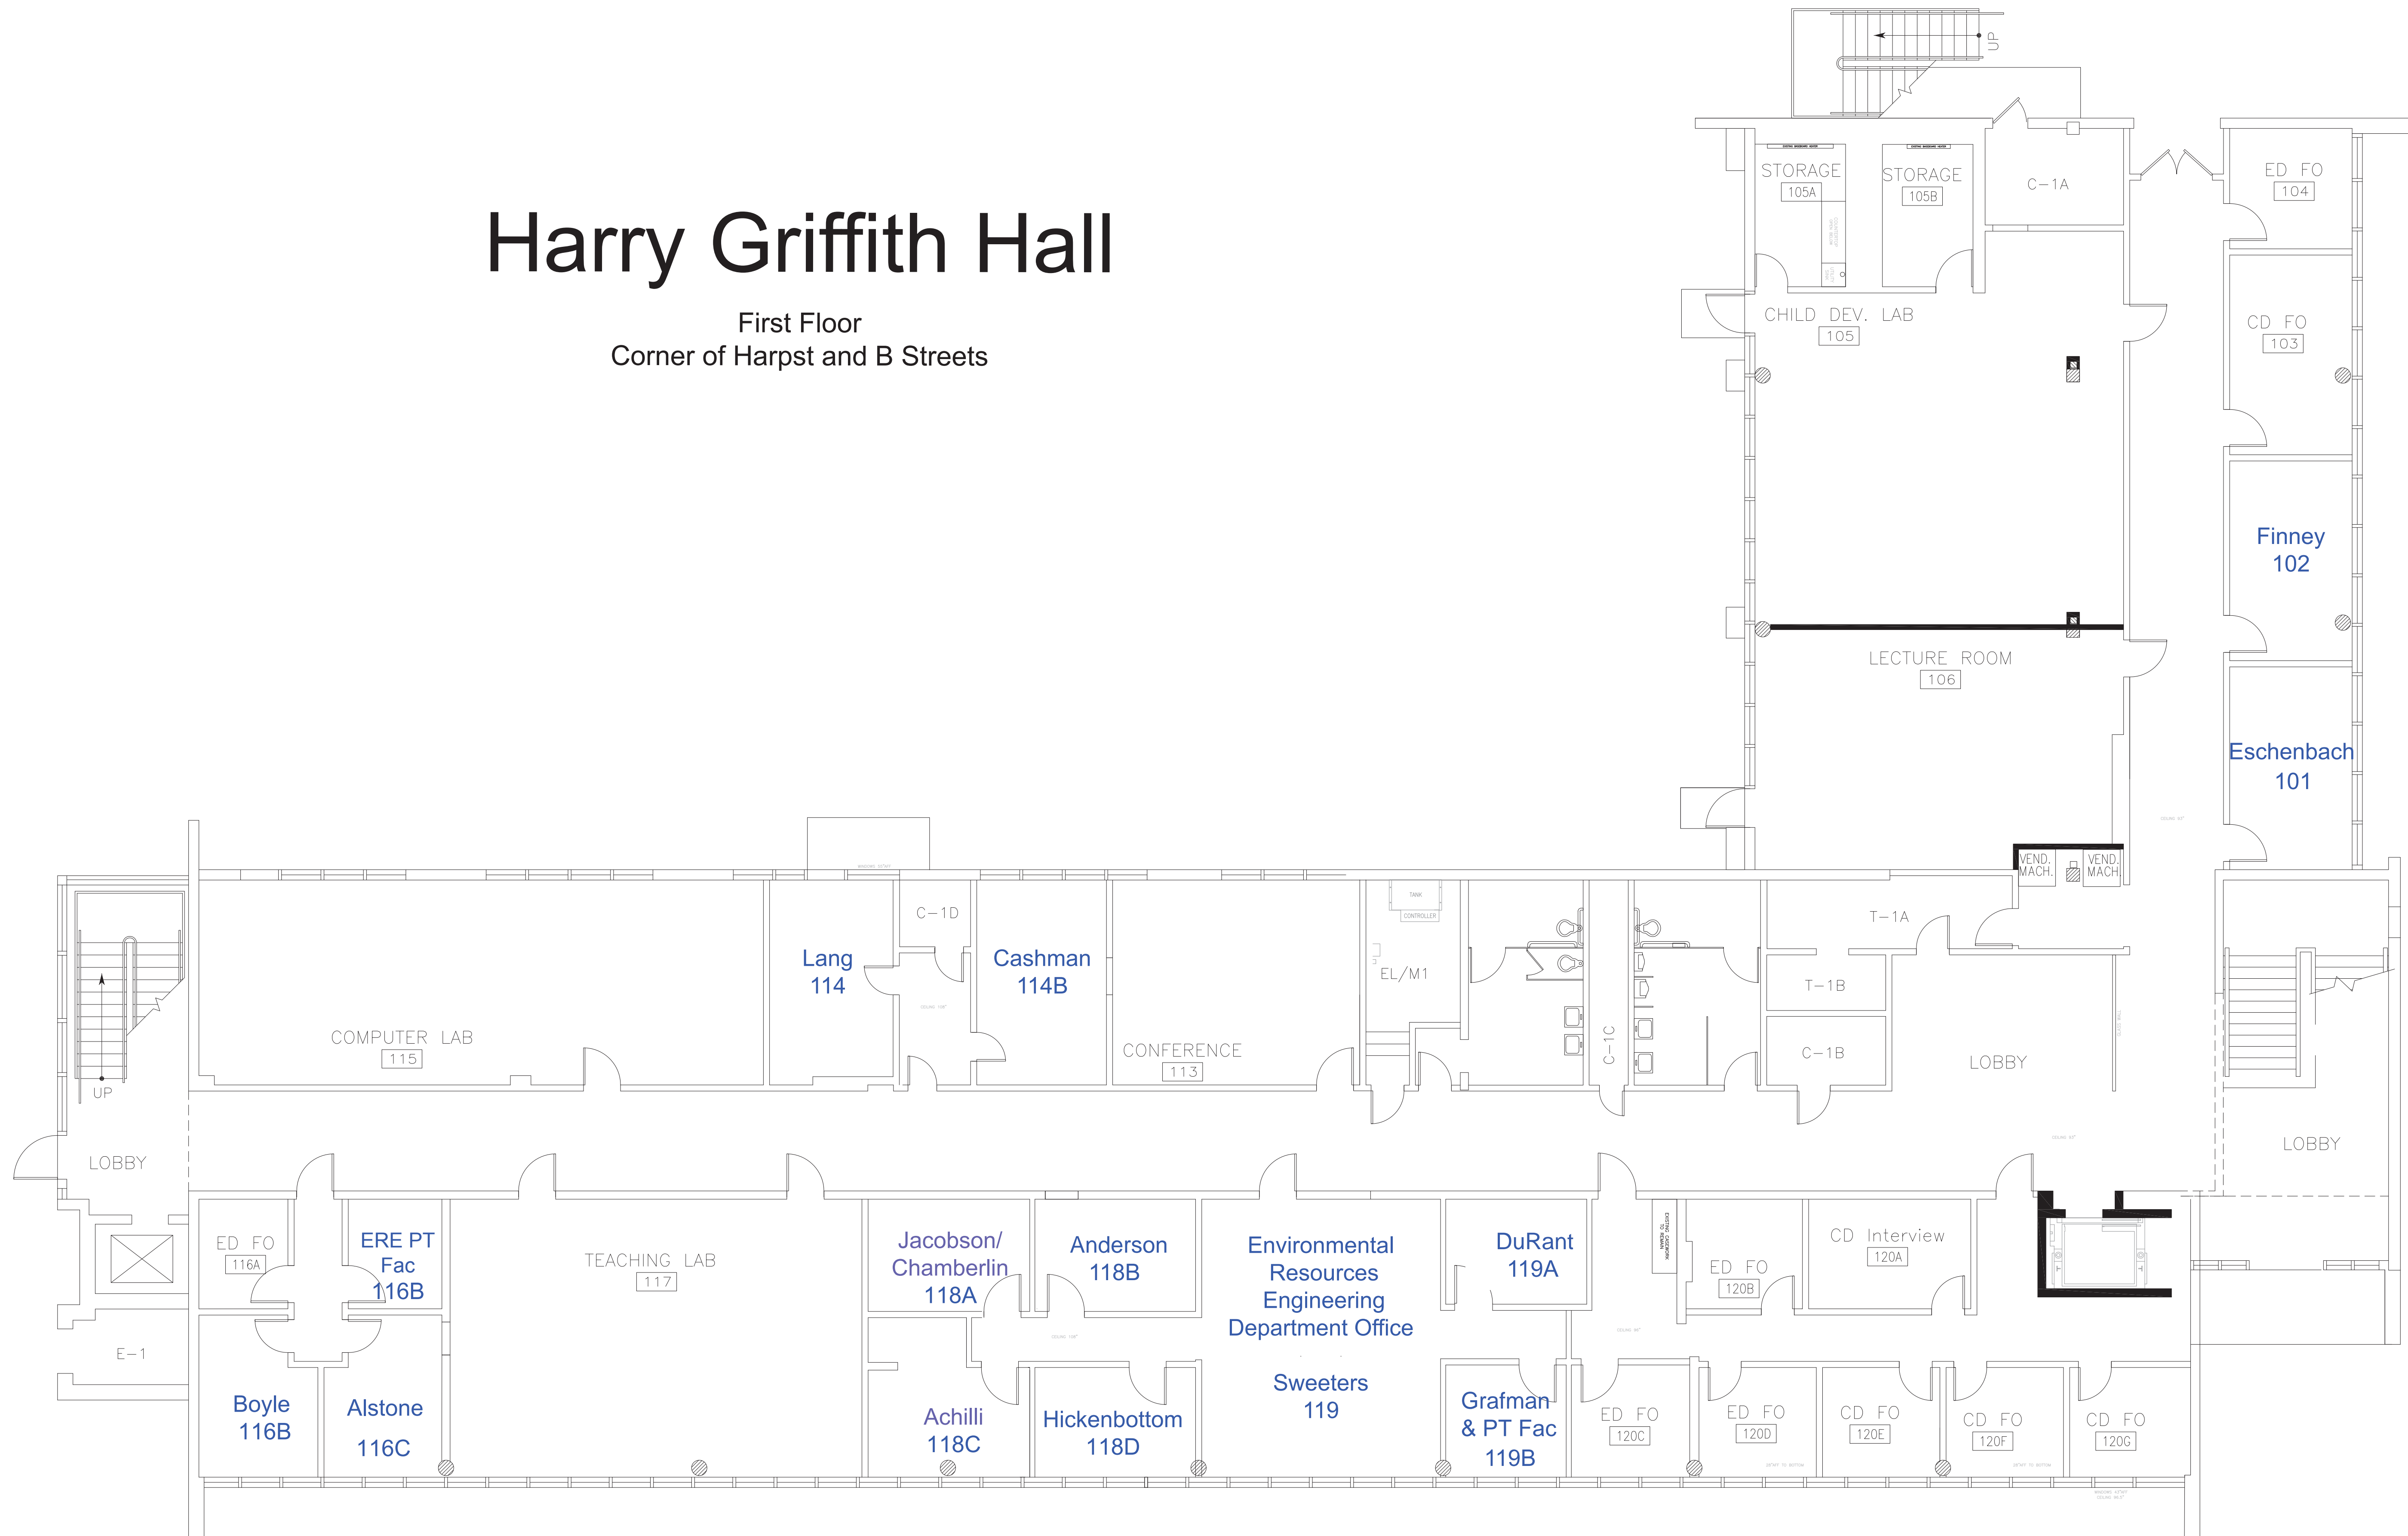 UP
STORAGE
105A
STORAGE
105B
C-1A
ED FO
104
Harry Griffith Hall
First Floor
Corner of Harpst and B Streets
CHILD DEV. LAB
105
CD FO
103
Finney
102
LECTURE ROOM
106
Eschenbach
101
VEND.
MACH.
VEND.
MACH.
TANK
CONTROLLER
C-1D
T-1A
Lang
114
Cashman
114B
EL/M1
T-1B
COMPUTER LAB
115
CONFERENCE
113
C-1C
C-1B
LOBBY
UP
LOBBY
LOBBY
ED FO
116A
ERE PT
Fac
116B
TEACHING LAB
117
Jacobson/
Chamberlin
118A
Anderson
118B
Environmental
Resources
Engineering
Department Office
Sweeters
119
DuRant
119A
EXISTING CASEWORK
TO REMAIN
ED FO
120B
CD Interview
120A
E-1
Boyle
116B
Alstone
116C
Achilli
118C
Hickenbottom
118D
Grafman
& PT Fac
119B
ED FO
120C
ED FO
120D
CD FO
120E
CD FO
120F
CD FO
120G